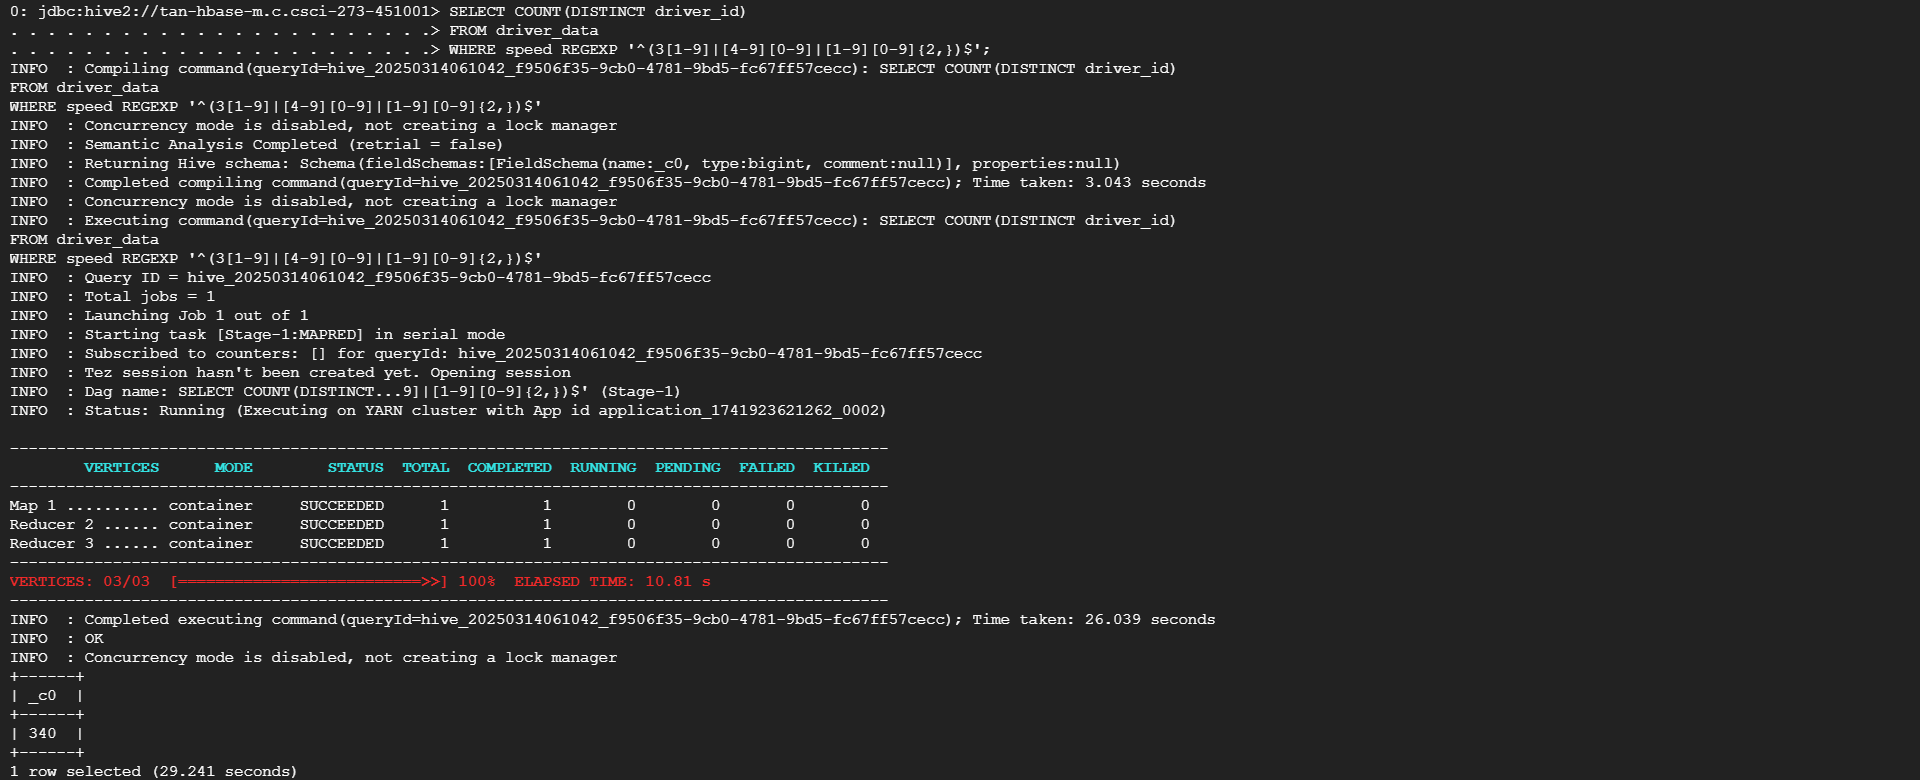 0: jdbc:hive2://tan-hbase-m.c.csci-273-451001> SELECT COUNT(DISTINCT driver_id)
. . . . . . . . . . . . . . . . . . . . . . .> FROM driver_data
. . . . . . . . . . . . . . . . . . . . . . .> WHERE speed REGEXP '^(3[1-9]|[4-9][0-9]|[1-9][0-9]{2,})$';
INFO  : Compiling command(queryId=hive_20250314061042_f9506f35-9cb0-4781-9bd5-fc67ff57cecc): SELECT COUNT(DISTINCT driver_id)
FROM driver_data
WHERE speed REGEXP '^(3[1-9]|[4-9][0-9]|[1-9][0-9]{2,})$'
INFO  : Concurrency mode is disabled, not creating a lock manager
INFO  : Semantic Analysis Completed (retrial = false)
INFO  : Returning Hive schema: Schema(fieldSchemas:[FieldSchema(name:_c0, type:bigint, comment:null)], properties:null)
INFO  : Completed compiling command(queryId=hive_20250314061042_f9506f35-9cb0-4781-9bd5-fc67ff57cecc); Time taken: 3.043 seconds
INFO  : Concurrency mode is disabled, not creating a lock manager
INFO  : Executing command(queryId=hive_20250314061042_f9506f35-9cb0-4781-9bd5-fc67ff57cecc): SELECT COUNT(DISTINCT driver_id)
FROM driver_data
WHERE speed REGEXP '^(3[1-9]|[4-9][0-9]|[1-9][0-9]{2,})$'
INFO  : Query ID = hive_20250314061042_f9506f35-9cb0-4781-9bd5-fc67ff57cecc
INFO  : Total jobs = 1
INFO  : Launching Job 1 out of 1
INFO  : Starting task [Stage-1:MAPRED] in serial mode
INFO  : Subscribed to counters: [] for queryId: hive_20250314061042_f9506f35-9cb0-4781-9bd5-fc67ff57cecc
INFO  : Tez session hasn't been created yet. Opening session
INFO  : Dag name: SELECT COUNT(DISTINCT...9]|[1-9][0-9]{2,})$' (Stage-1)
INFO  : Status: Running (Executing on YARN cluster with App id application_1741923621262_0002)
----------------------------------------------------------------------------------------------
        VERTICES      MODE        STATUS  TOTAL  COMPLETED  RUNNING  PENDING  FAILED  KILLED
----------------------------------------------------------------------------------------------
Map 1 .......... container     SUCCEEDED      1          1        0        0       0       0
Reducer 2 ...... container     SUCCEEDED      1          1        0        0       0       0
Reducer 3 ...... container     SUCCEEDED      1          1        0        0       0       0
----------------------------------------------------------------------------------------------
VERTICES: 03/03  [==========================>>] 100%  ELAPSED TIME: 10.81 s
----------------------------------------------------------------------------------------------
INFO  : Completed executing command(queryId=hive_20250314061042_f9506f35-9cb0-4781-9bd5-fc67ff57cecc); Time taken: 26.039 seconds
INFO  : OK
INFO  : Concurrency mode is disabled, not creating a lock manager
+------+
| _c0  |
+------+
| 340  |
+------+
1 row selected (29.241 seconds)